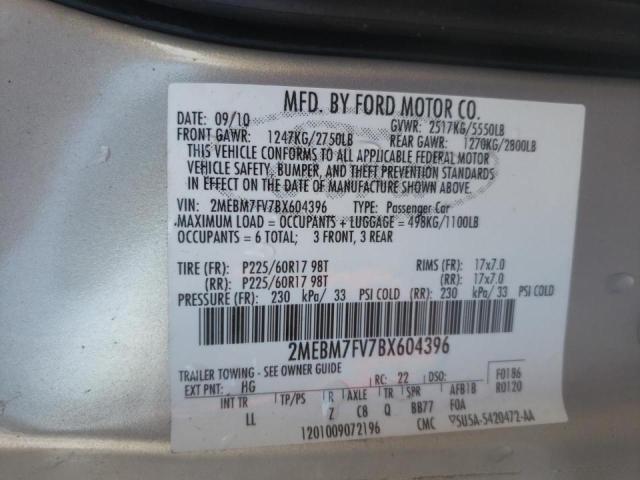 MFD. BY FORD MOTOR CO.
DATE: 09/10 GVWR: 2517KG/5550LB
FRONT GAWR: 1247KG/2750LB REAR GAWR: 1270KG/2800LB
THIS VEHICLE CONFORMS TO ALL APPLICABLE FEDERAL MOTOR
VEHICLE SAFETY, BUMPER, AND THEFT PREVENTION STANDARDS
IN EFFECT ON THE DATE OF MANUFACTURE SHOWN ABOVE.
VIN: 2MEBM7FV7BX604396 TYPE: Passenger Car
MAXIMUM LOAD = OCCUPANTS + LUGGAGE = 498KG/1100LB
OCCUPANTS = 6 TOTAL; 3 FRONT, 3 REAR
TIRE (FR): P225/60R17 98T RIMS (FR): 17x7.0
(RR): P225/60R17 98T (RR): 17x7.0
PRESSURE (FR): 230 kPa/ 33 PSI COLD (RR): 230 kPa/ 33 PSI COLD
2MEBM7FV7BX604396
TRAILER TOWING - SEE OWNER GUIDE
EXT PNT: HG RC: 22 DSO: F0186
INT TR TP/PS R AXLE TR SPR AFB1B R0120
LL Z C8 Q BB77 FOA
1201009072196 CMC ▽5U5A-5420472-AA